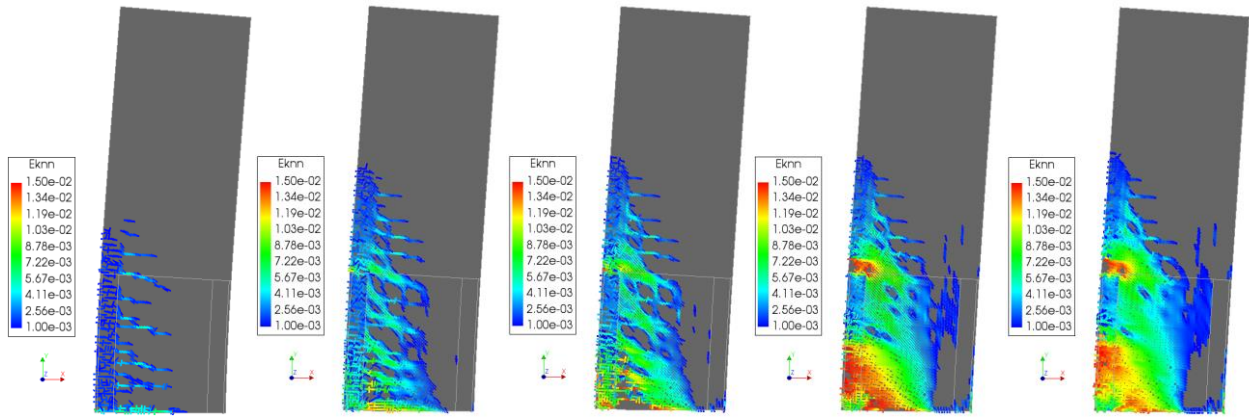 Eknn
1.50e-02
1.34e-02
1.19e-02
1.03e-02
8.78e-03
7.22e-03
5.67e-03
4.11e-03
2.56e-03
1.00e-03
Y
Z X
Eknn
1.50e-02
1.34e-02
1.19e-02
1.03e-02
8.78e-03
7.22e-03
5.67e-03
4.11e-03
2.56e-03
1.00e-03
Y
Z X
Eknn
1.50e-02
1.34e-02
1.19e-02
1.03e-02
8.78e-03
7.22e-03
5.67e-03
4.11e-03
2.56e-03
1.00e-03
Y
Z X
Eknn
1.50e-02
1.34e-02
1.19e-02
1.03e-02
8.78e-03
7.22e-03
5.67e-03
4.11e-03
2.56e-03
1.00e-03
Y
Z X
Eknn
1.50e-02
1.34e-02
1.19e-02
1.03e-02
8.78e-03
7.22e-03
5.67e-03
4.11e-03
2.56e-03
1.00e-03
Y
Z X